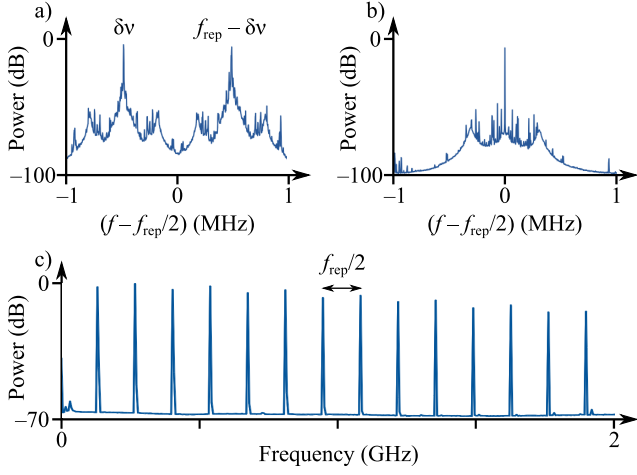 a)
δν
f_rep – δν
0
–100
Power (dB)
–1
0
1
(f – f_rep/2) (MHz)
b)
0
–100
Power (dB)
–1
0
1
(f – f_rep/2) (MHz)
c)
f_rep/2
0
–70
Power (dB)
0
2
Frequency (GHz)